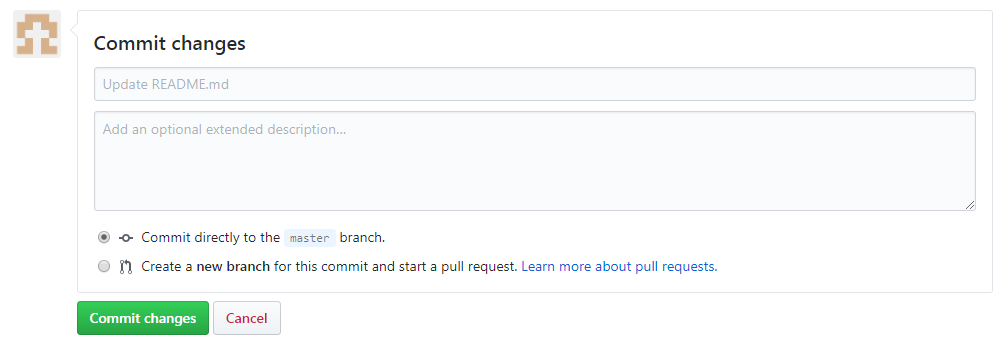 Commit changes
Update README.md
Add an optional extended description...
Commit directly to the master branch.
Create a new branch for this commit and start a pull request. Learn more about pull requests.
Commit changes Cancel